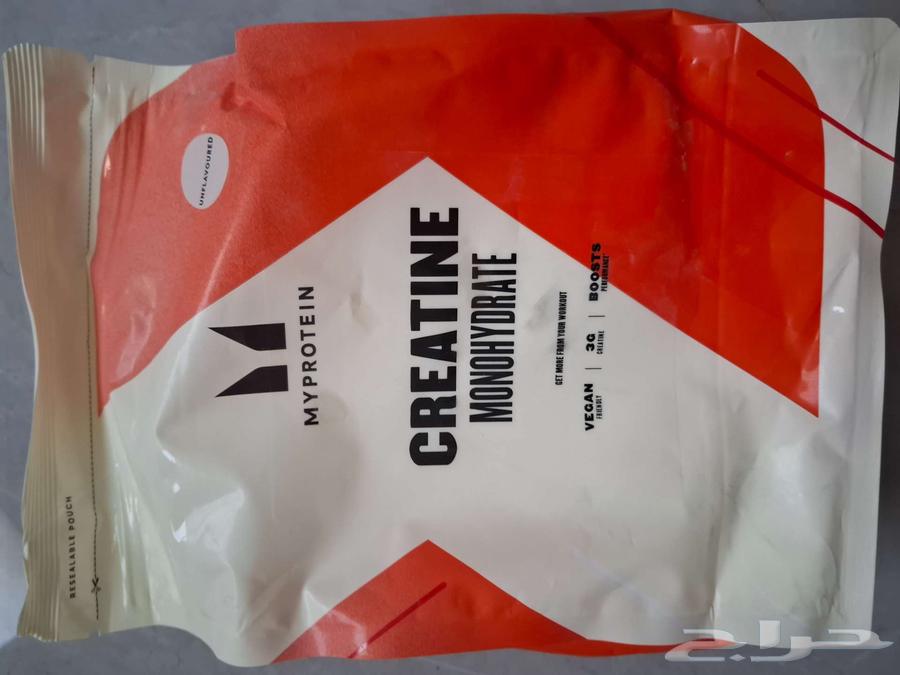 RESEALABLE POUCH
UNFLAVOURED
MYPROTEIN
CREATINE
MONOHYDRATE
GET MORE FROM YOUR WORKOUT
VEGAN | 3G | BOOSTS
FRIENDLY CREATINE PERFORMANCE*
حراج